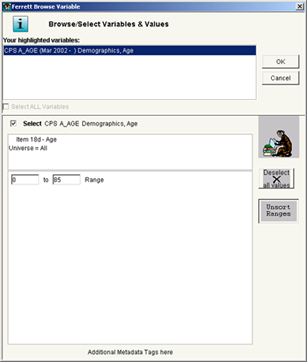 Ferrett Browse Variable
Browse/Select Variables & Values
Your highlighted variables:
CPS A_AGE (Mar 2002 - ) Demographics, Age
OK
Cancel
Select ALL Variables
Select CPS A_AGE Demographics, Age
Item 18d - Age
Universe = All
Deselect
all values
0 to 85 Range
Unsort
Ranges
Additional Metadata Tags here